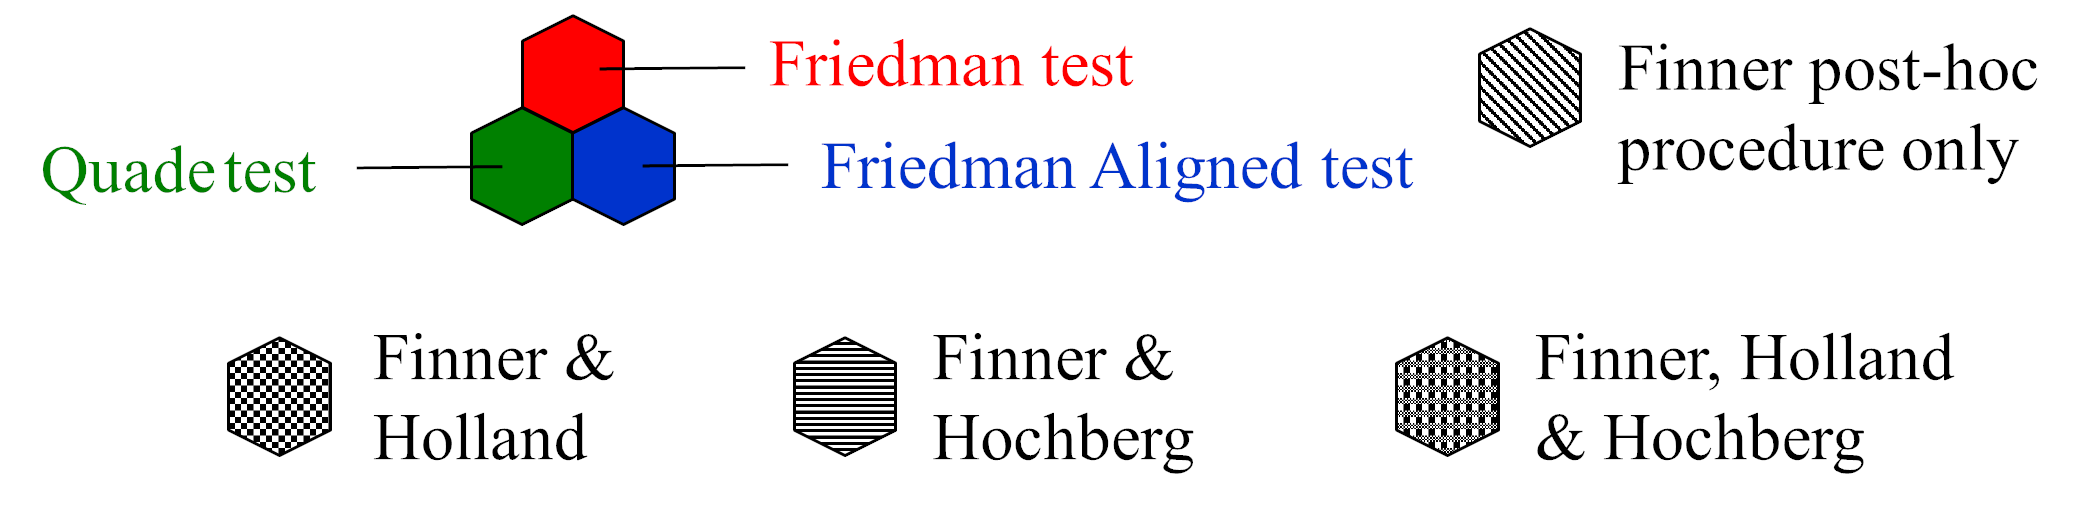 Friedman test
Quade test
Friedman Aligned test
Finner post-hoc
procedure only
Finner &
Holland
Finner &
Hochberg
Finner, Holland
& Hochberg